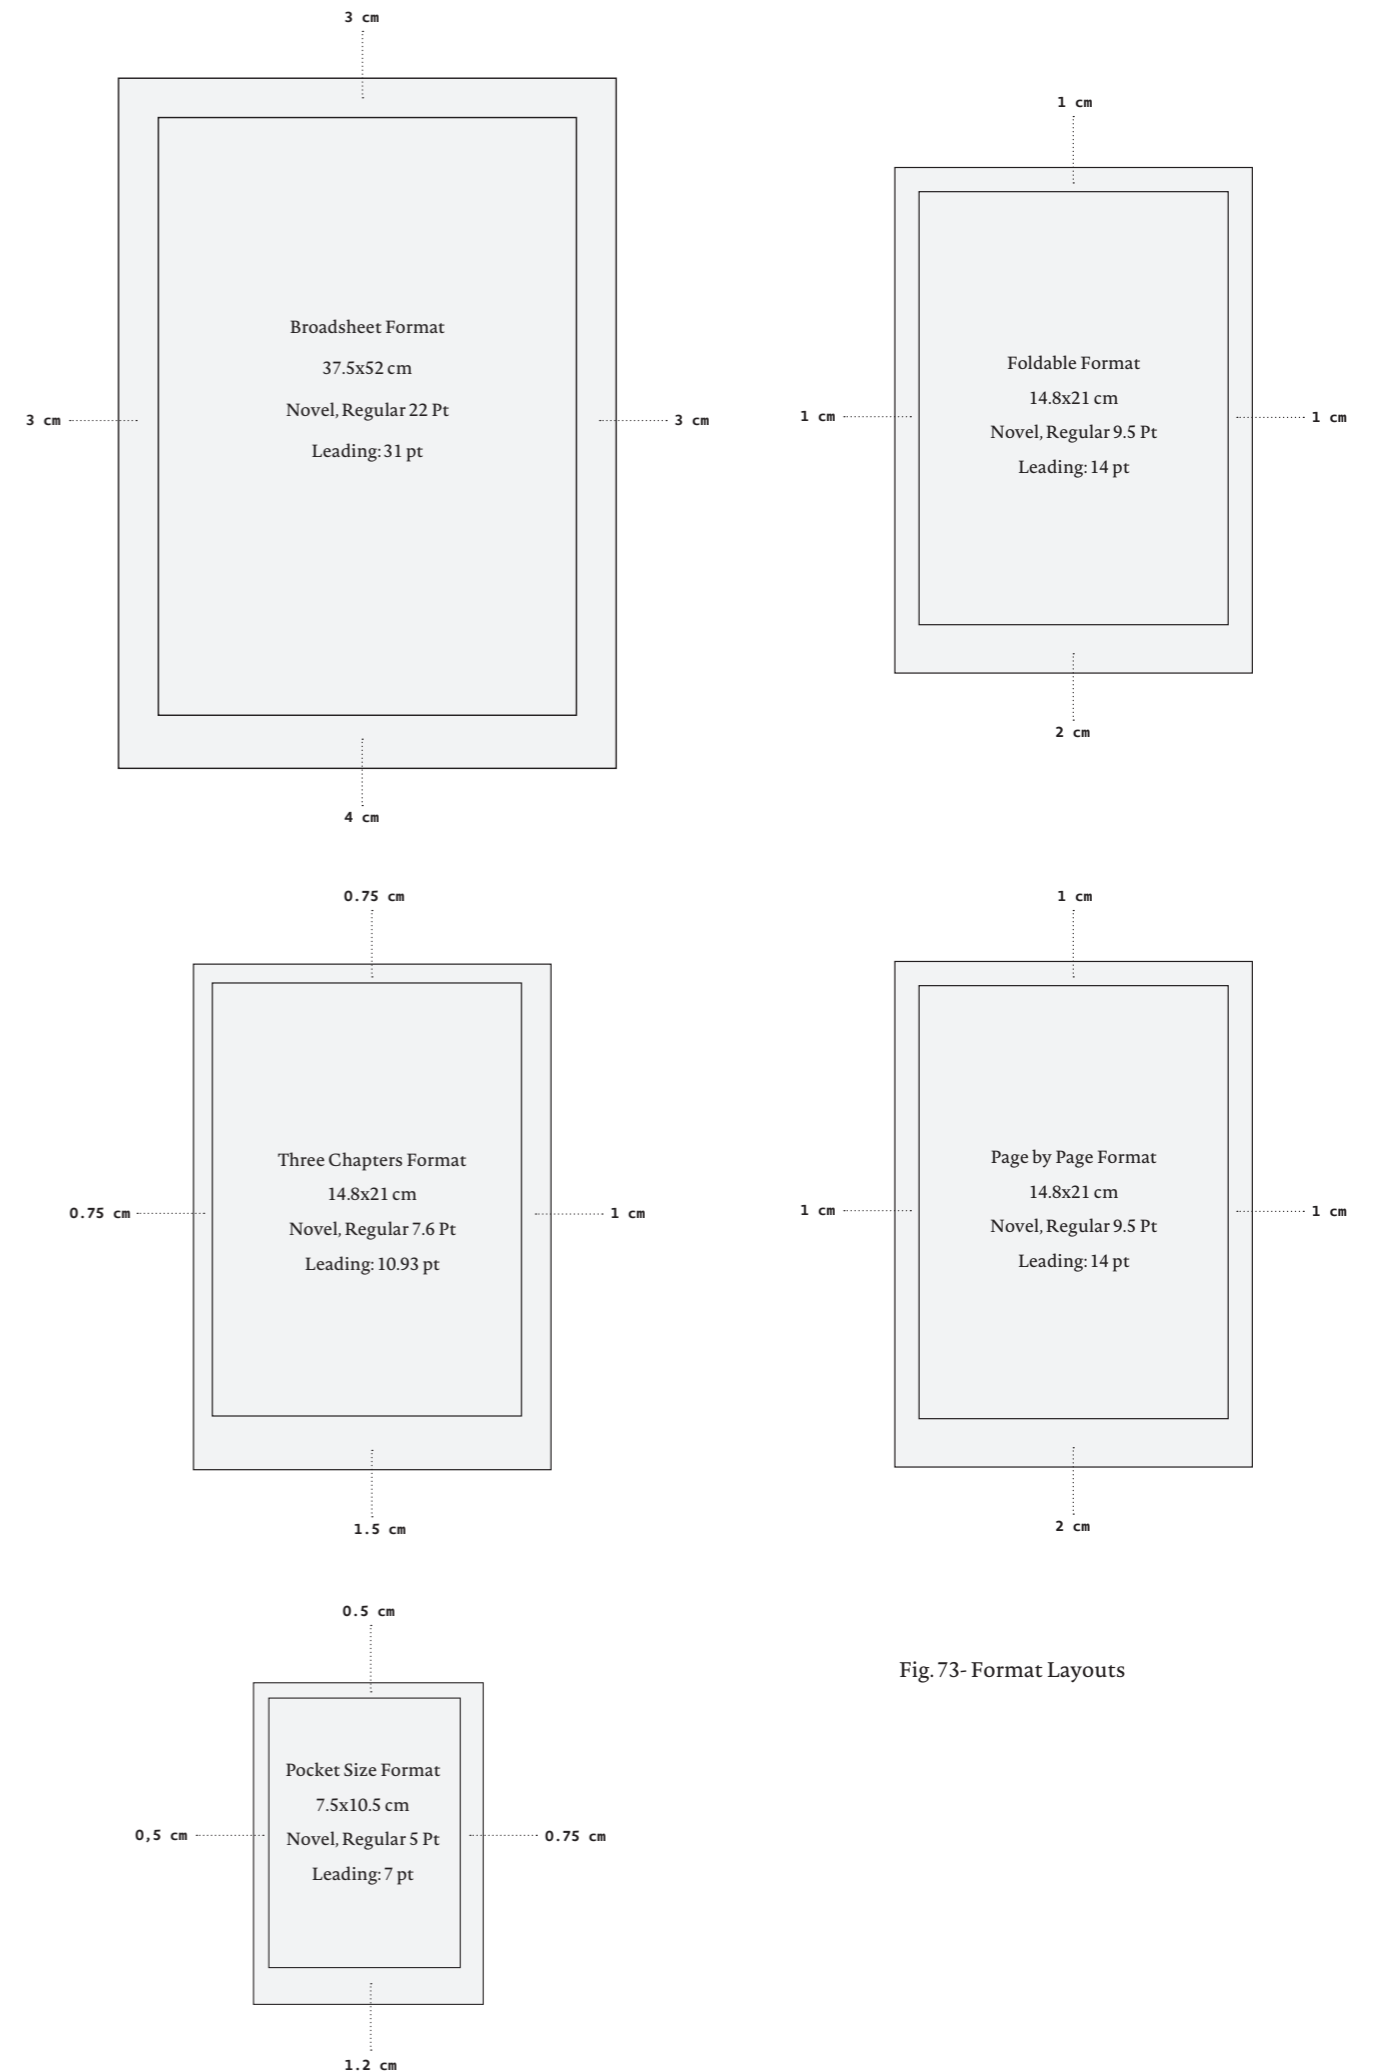 3 cm
Broadsheet Format
37.5x52 cm
Novel, Regular 22 Pt
Leading: 31 pt
3 cm
3 cm
4 cm
1 cm
Foldable Format
14.8x21 cm
Novel, Regular 9.5 Pt
Leading: 14 pt
1 cm
1 cm
2 cm
0.75 cm
Three Chapters Format
14.8x21 cm
Novel, Regular 7.6 Pt
Leading: 10.93 pt
0.75 cm
1 cm
1.5 cm
1 cm
Page by Page Format
14.8x21 cm
Novel, Regular 9.5 Pt
Leading: 14 pt
1 cm
1 cm
2 cm
0.5 cm
Pocket Size Format
7.5x10.5 cm
Novel, Regular 5 Pt
Leading: 7 pt
0,5 cm
0.75 cm
1.2 cm
Fig. 73- Format Layouts